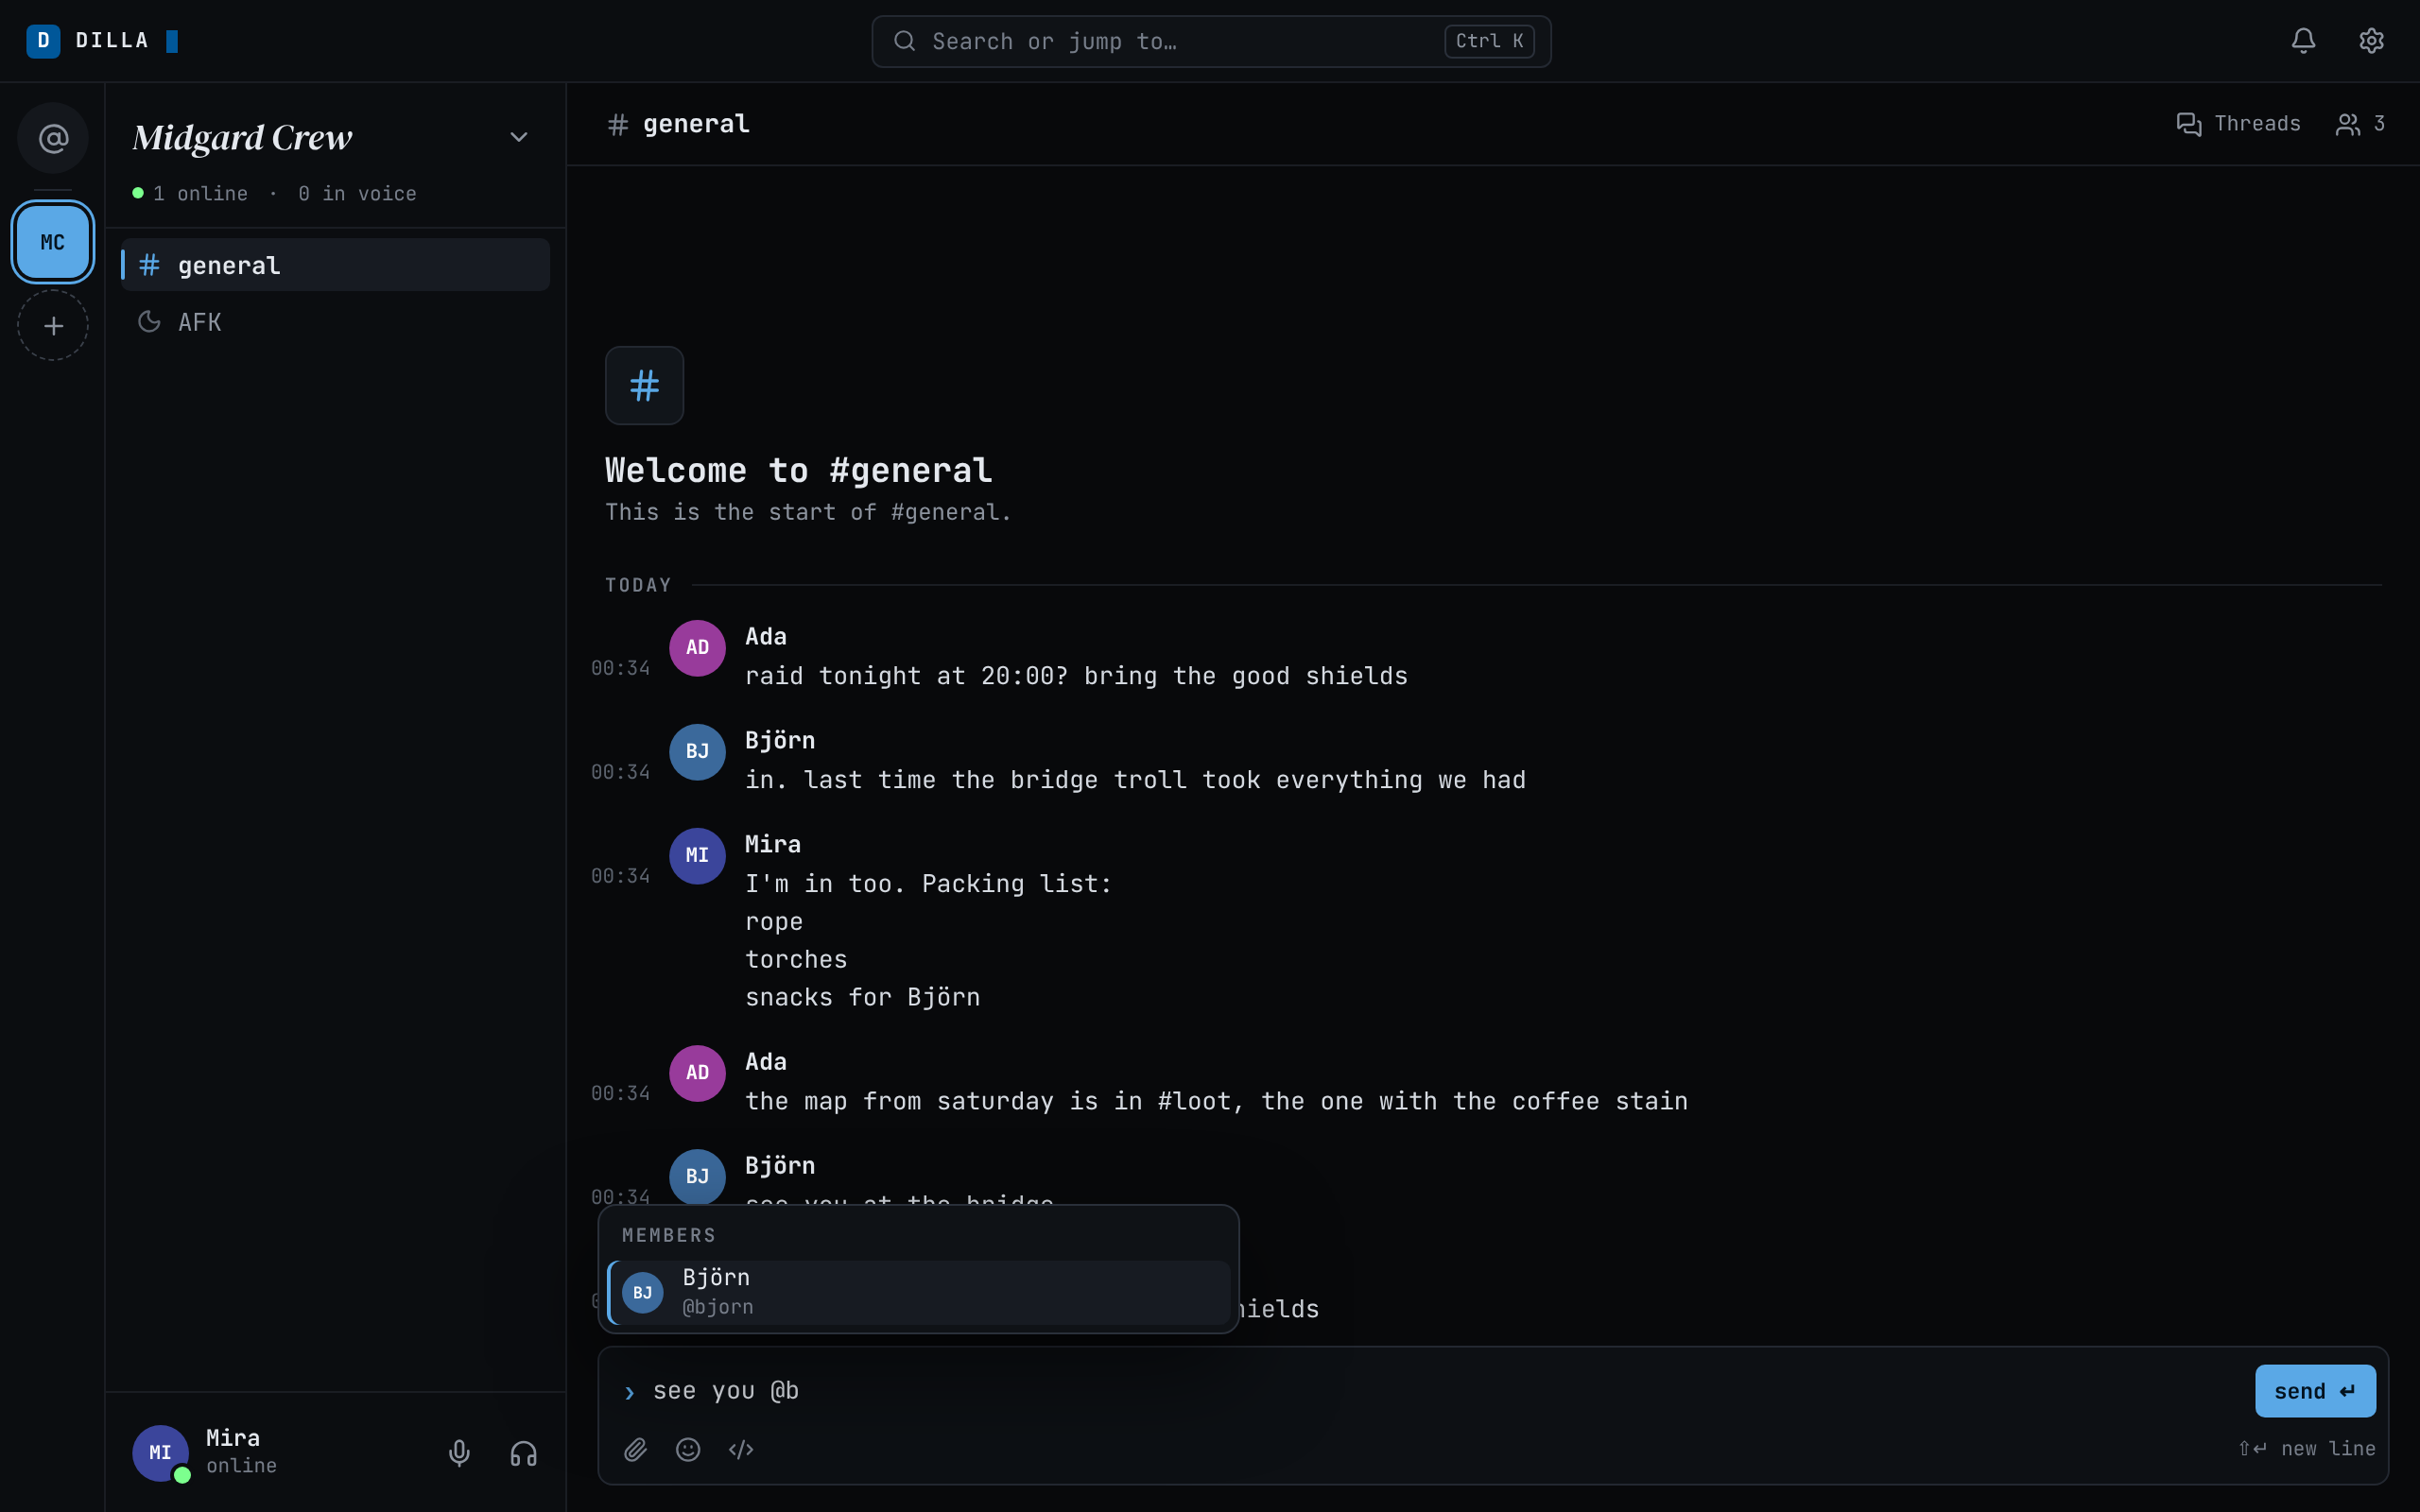 D DILLA
Search or jump to… Ctrl K
@
Midgard Crew
1 online · 0 in voice
MC
# general
AFK
# general
Threads 3
#
Welcome to #general
This is the start of #general.
TODAY
AD Ada
00:34 raid tonight at 20:00? bring the good shields
BJ Björn
00:34 in. last time the bridge troll took everything we had
MI Mira
00:34 I'm in too. Packing list:
rope
torches
snacks for Björn
AD Ada
00:34 the map from saturday is in #loot, the one with the coffee stain
BJ Björn
00:34 see you at the bridge
MEMBERS
BJ Björn
@bjorn
› see you @b
send ↵
⇧↵ new line
MI Mira
online